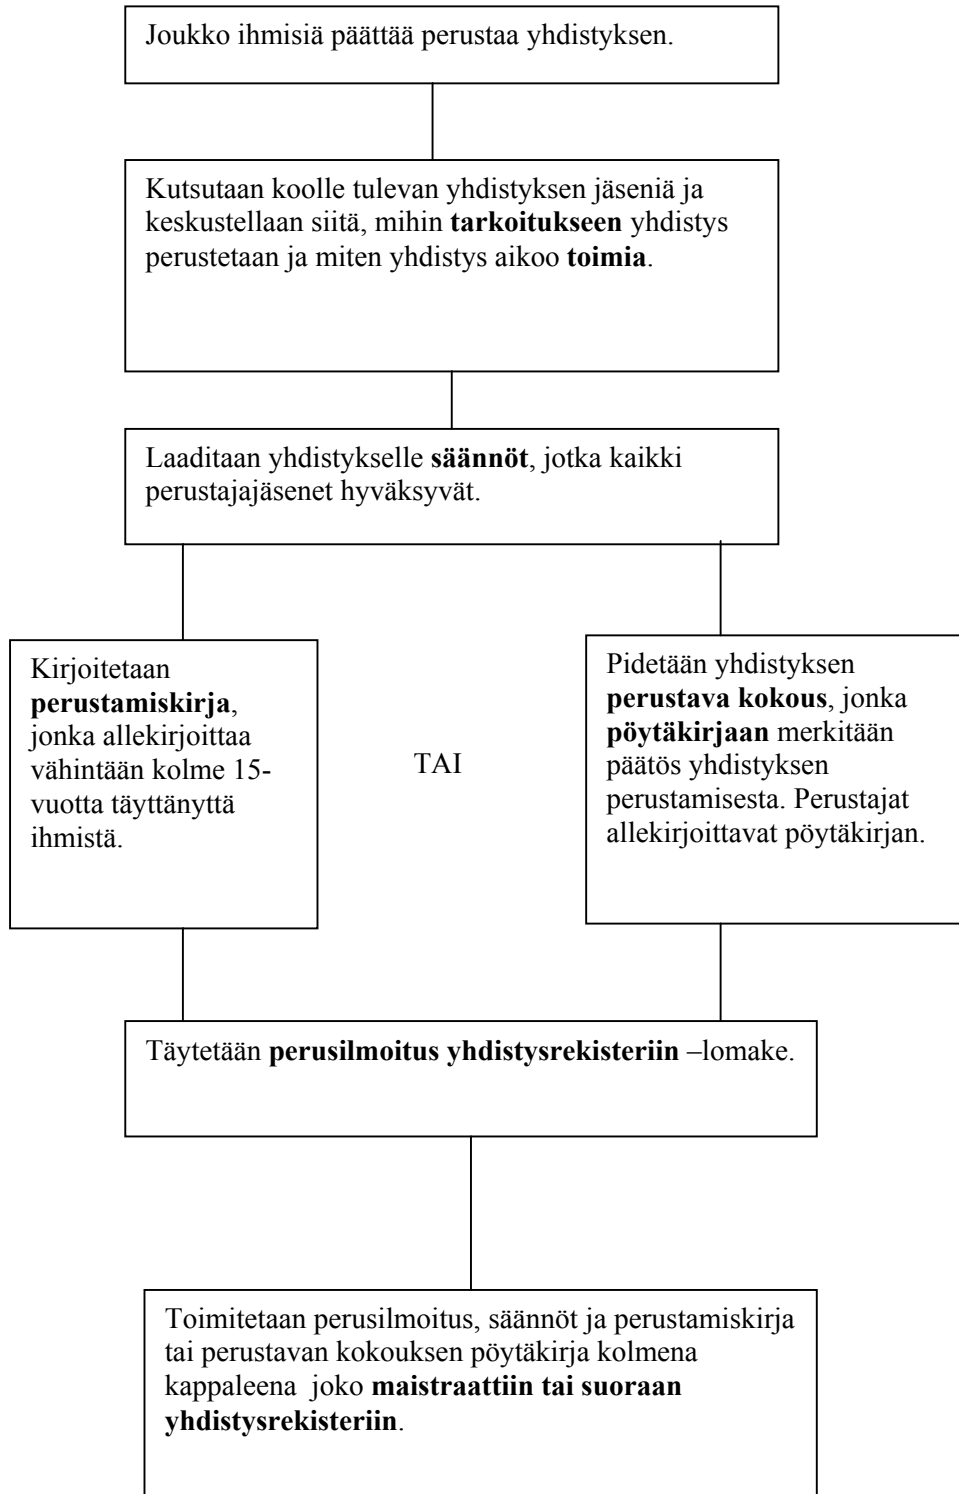 Joukko ihmisiä päättää perustaa yhdistyksen.
Kutsutaan koolle tulevan yhdistyksen jäseniä ja
keskustellaan siitä, mihin tarkoitukseen yhdistys
perustetaan ja miten yhdistys aikoo toimia.
Laaditaan yhdistykselle säännöt, jotka kaikki
perustajajäsenet hyväksyvät.
Kirjoitetaan
perustamiskirja,
jonka allekirjoittaa
vähintään kolme 15-
vuotta täyttänyttä
ihmistä.
TAI
Pidetään yhdistyksen
perustava kokous, jonka
pöytäkirjaan merkitään
päätös yhdistyksen
perustamisesta. Perustajat
allekirjoittavat pöytäkirjan.
Täytetään perusilmoitus yhdistysrekisteriin –lomake.
Toimitetaan perusilmoitus, säännöt ja perustamiskirja
tai perustavan kokouksen pöytäkirja kolmena
kappaleena  joko maistraattiin tai suoraan
yhdistysrekisteriin.